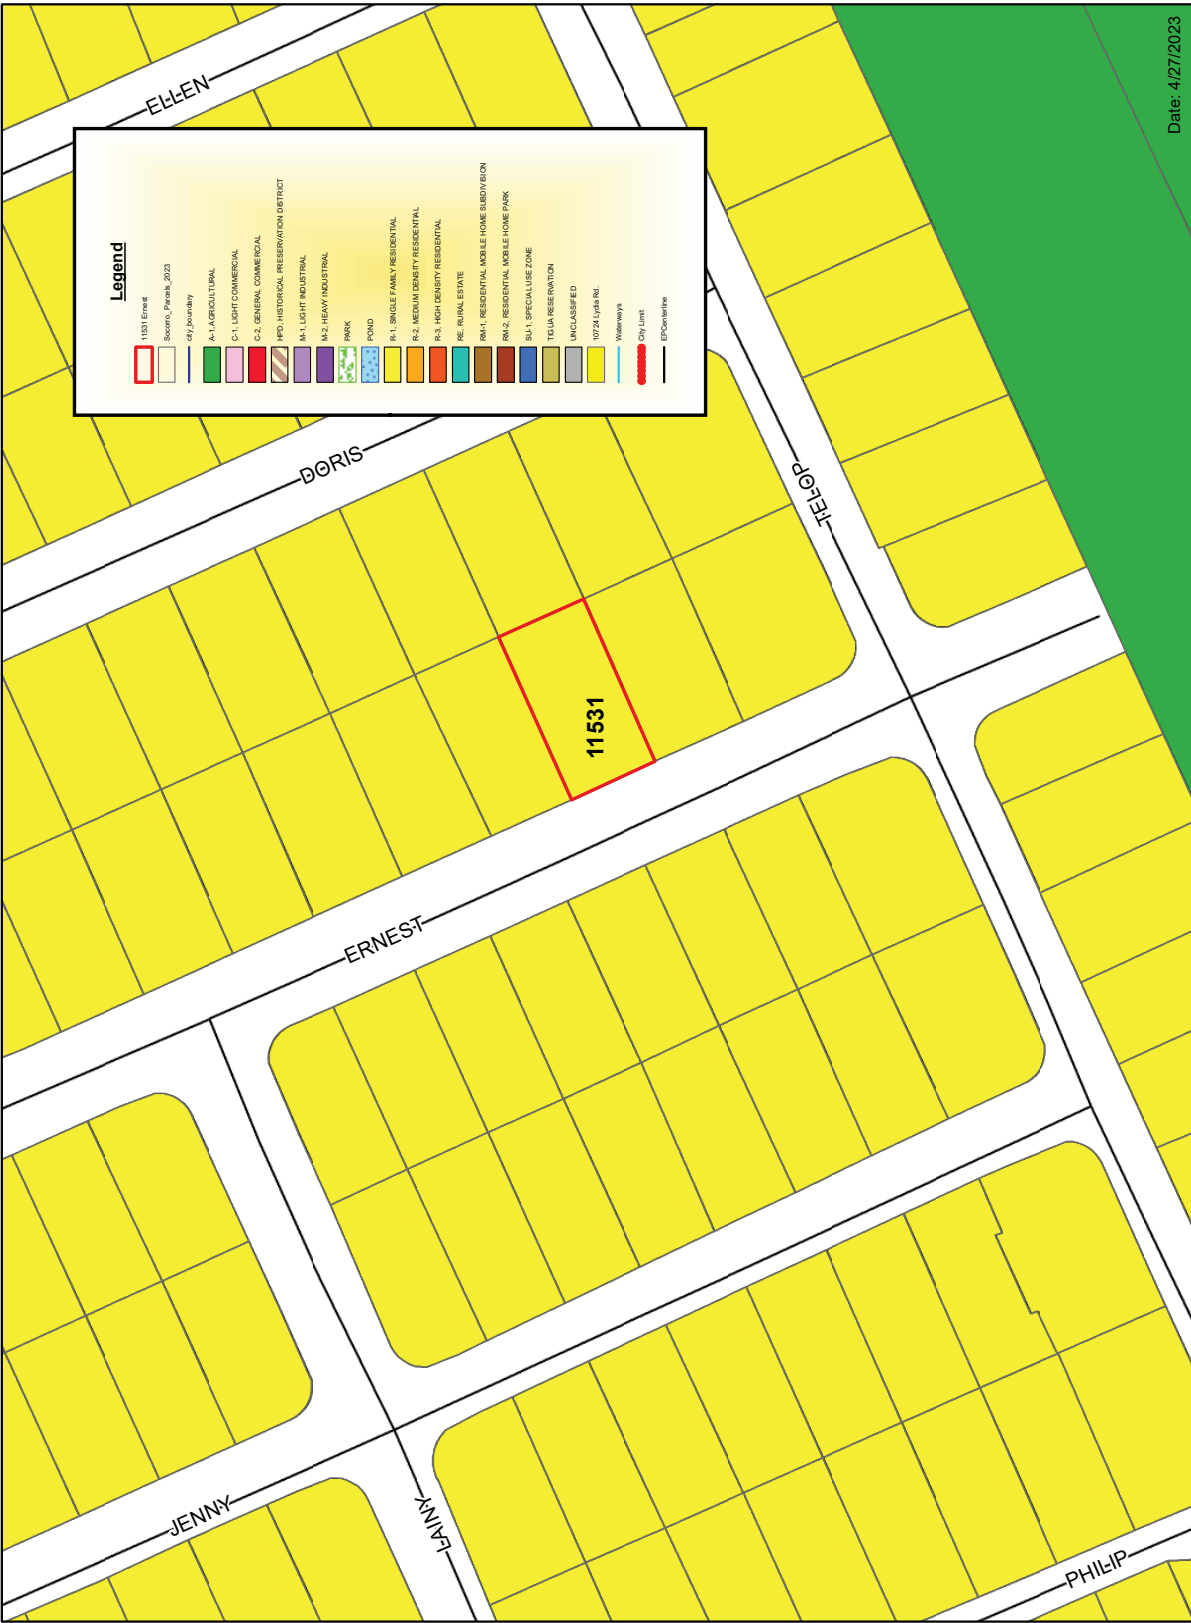 ELLEN
DORIS
TELOP
ERNEST
JENNY
LAINY
PHILIP
11531
Legend
11531 Ernest
Socorro_Parcels_2023
city_boundary
A-1, AGRICULTURAL
C-1, LIGHT COMMERCIAL
C-2, GENERAL COMMERCIAL
HPD, HISTORICAL PRESERVATION DISTRICT
M-1, LIGHT INDUSTRIAL
M-2, HEAVY INDUSTRIAL
PARK
POND
R-1, SINGLE FAMILY RESIDENTIAL
R-2, MEDIUM DENSITY RESIDENTIAL
R-3, HIGH DENSITY RESIDENTIAL
RE, RURAL ESTATE
RM-1, RESIDENTIAL MOBILE HOME SUBDIVISION
RM-2, RESIDENTIAL MOBILE HOME PARK
SU-1, SPECIAL USE ZONE
TIGUA RESERVATION
UNCLASSIFIED
10724 Lydia Rd.
Waterways
City Limit
EPCenterline
Date: 4/27/2023